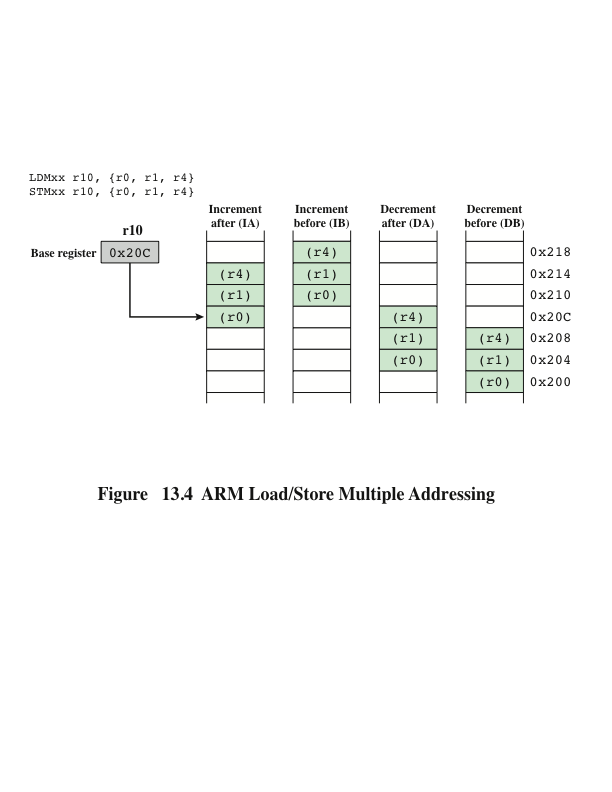 LDMxx r10, {r0, r1, r4}
STMxx r10, {r0, r1, r4}
Increment after (IA)
Increment before (IB)
Decrement after (DA)
Decrement before (DB)
r10
Base register 0x20C
(r4) 0x218
(r4) (r1) 0x214
(r1) (r0) 0x210
(r0) (r4) 0x20C
(r1) (r4) 0x208
(r0) (r1) 0x204
(r0) 0x200
Figure 13.4 ARM Load/Store Multiple Addressing